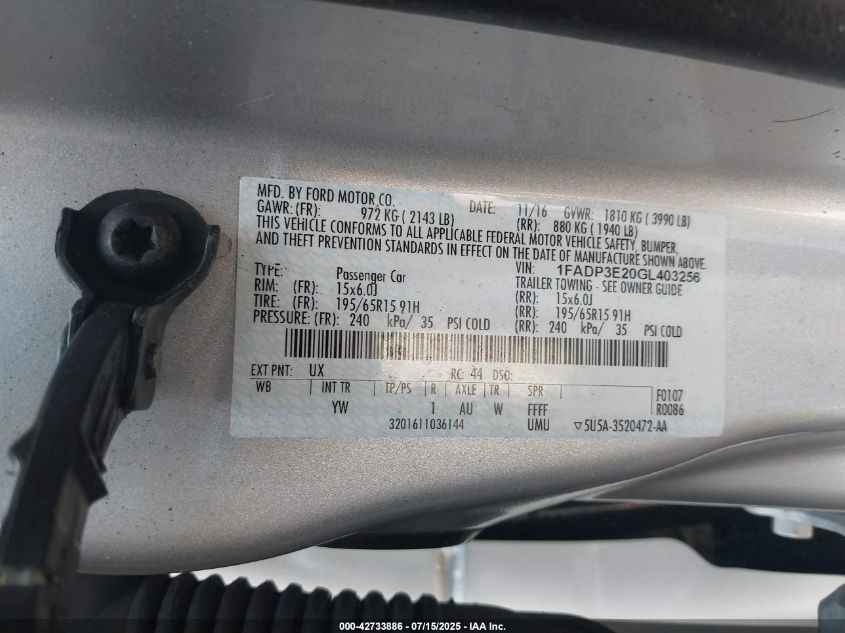 MFD. BY FORD MOTOR CO. DATE: 11/16 GVWR: 1810 KG ( 3990 LB)
GAWR: (FR): 972 KG ( 2143 LB) (RR): 880 KG ( 1940 LB)
THIS VEHICLE CONFORMS TO ALL APPLICABLE FEDERAL MOTOR VEHICLE SAFETY, BUMPER,
AND THEFT PREVENTION STANDARDS IN EFFECT ON THE DATE OF MANUFACTURE SHOWN ABOVE.
VIN: 1FADP3E20GL403256
TYPE: Passenger Car TRAILER TOWING - SEE OWNER GUIDE
RIM: (FR): 15x6.0J (RR): 15x6.0J
TIRE: (FR): 195/65R15 91H (RR): 195/65R15 91H
PRESSURE: (FR): 240 kPa/ 35 PSI COLD (RR): 240 kPa/ 35 PSI COLD
EXT PNT: UX RC: 44 DSO:
WB INT TR TP/PS R AXLE TR SPR F0107
YW 1 AU W FFFF R0086
3201611036144 UMU ▽5U5A-3520472-AA
000-42733886 - 07/15/2025 - IAA, Inc.